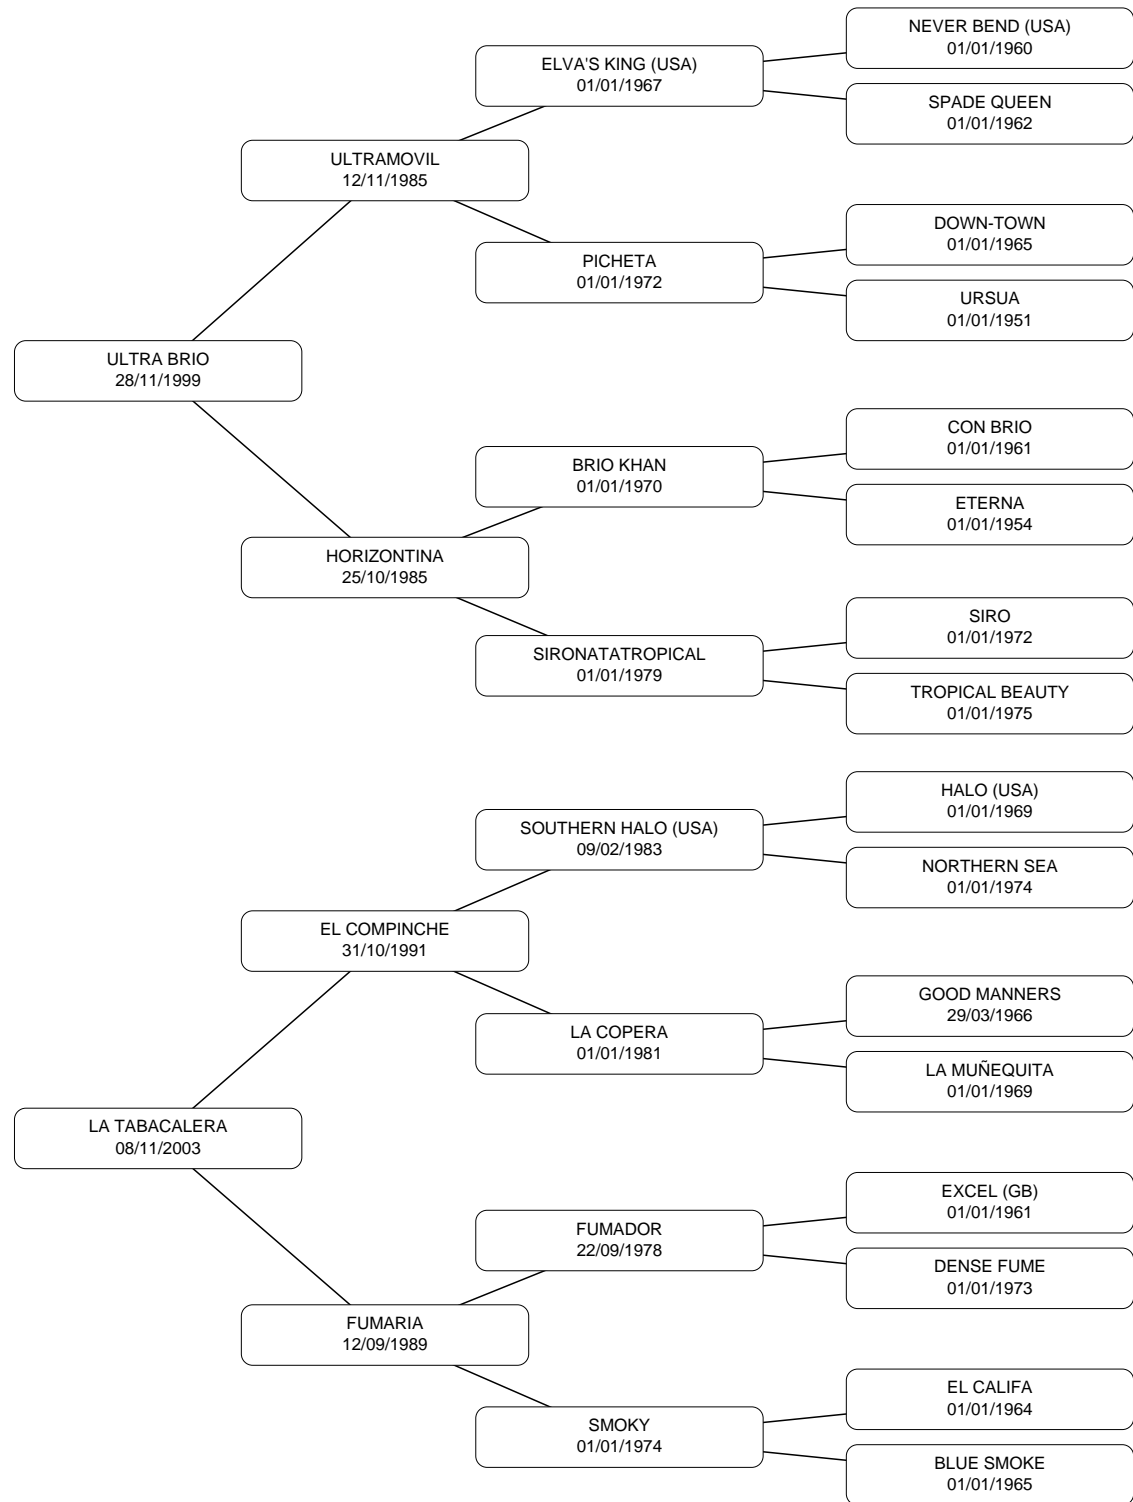 NEVER BEND (USA)
01/01/1960
ELVA'S KING (USA)
01/01/1967
SPADE QUEEN
01/01/1962
ULTRAMOVIL
12/11/1985
DOWN-TOWN
01/01/1965
PICHETA
01/01/1972
URSUA
01/01/1951
ULTRA BRIO
28/11/1999
CON BRIO
01/01/1961
BRIO KHAN
01/01/1970
ETERNA
01/01/1954
HORIZONTINA
25/10/1985
SIRO
01/01/1972
SIRONATATROPICAL
01/01/1979
TROPICAL BEAUTY
01/01/1975
HALO (USA)
01/01/1969
SOUTHERN HALO (USA)
09/02/1983
NORTHERN SEA
01/01/1974
EL COMPINCHE
31/10/1991
GOOD MANNERS
29/03/1966
LA COPERA
01/01/1981
LA MUÑEQUITA
01/01/1969
LA TABACALERA
08/11/2003
EXCEL (GB)
01/01/1961
FUMADOR
22/09/1978
DENSE FUME
01/01/1973
FUMARIA
12/09/1989
EL CALIFA
01/01/1964
SMOKY
01/01/1974
BLUE SMOKE
01/01/1965